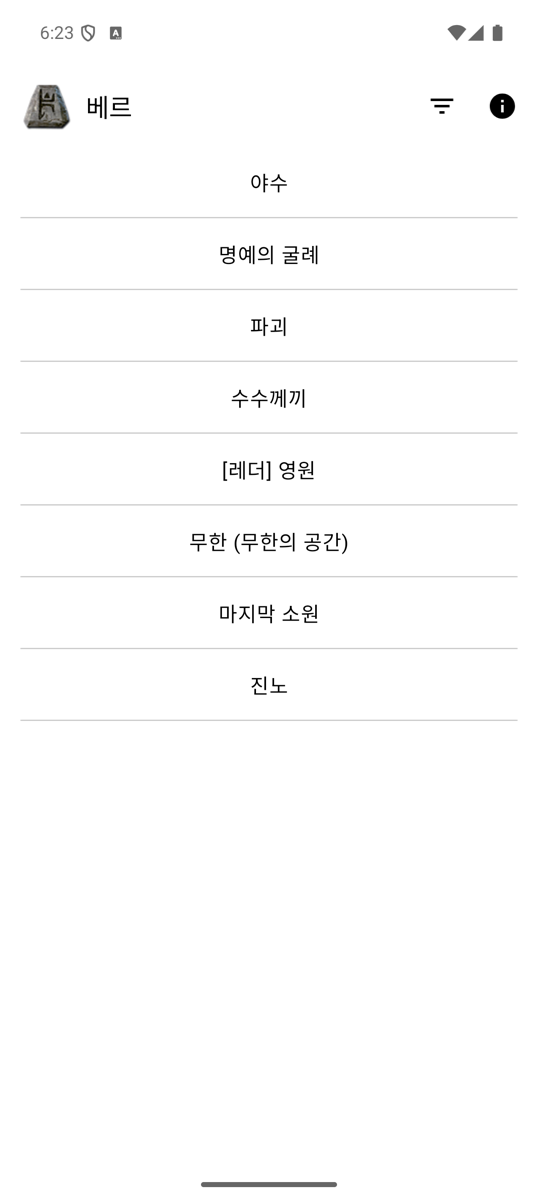 6:23
베르
야수
명예의 굴레
파괴
수수께끼
[레더] 영원
무한 (무한의 공간)
마지막 소원
진노